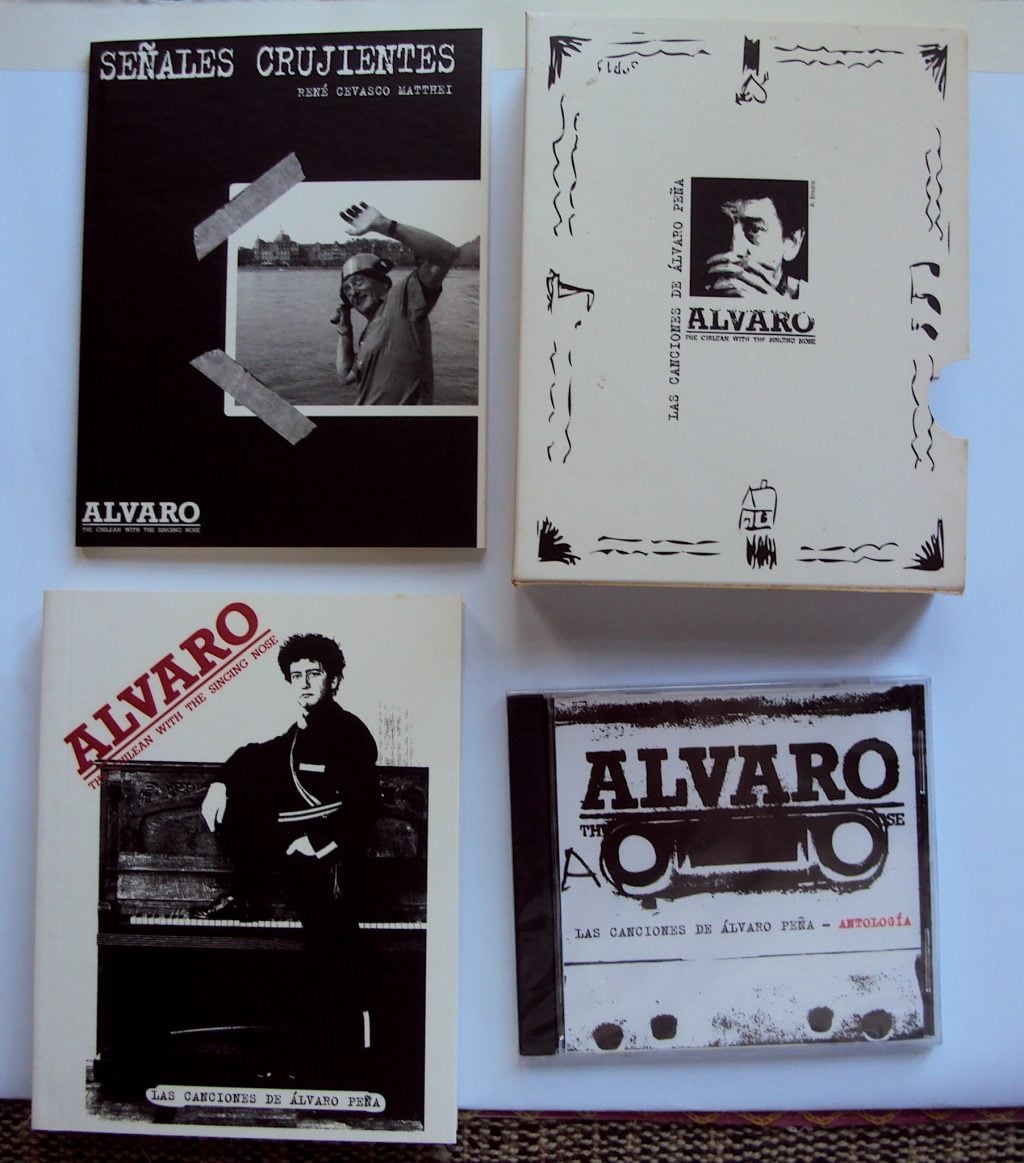 SEÑALES CRUJIENTES
RENÉ CEVASCO MATTHEI
ALVARO
THE CHILEAN WITH THE SINGING NOSE
LAS CANCIONES DE ÁLVARO PEÑA
ALVARO
THE CHILEAN WITH THE SINGING NOSE
ALVARO
THE CHILEAN WITH THE SINGING NOSE
LAS CANCIONES DE ÁLVARO PEÑA
ALVARO
TH OSE
A
LAS CANCIONES DE ÁLVARO PEÑA – ANTOLOGÍA